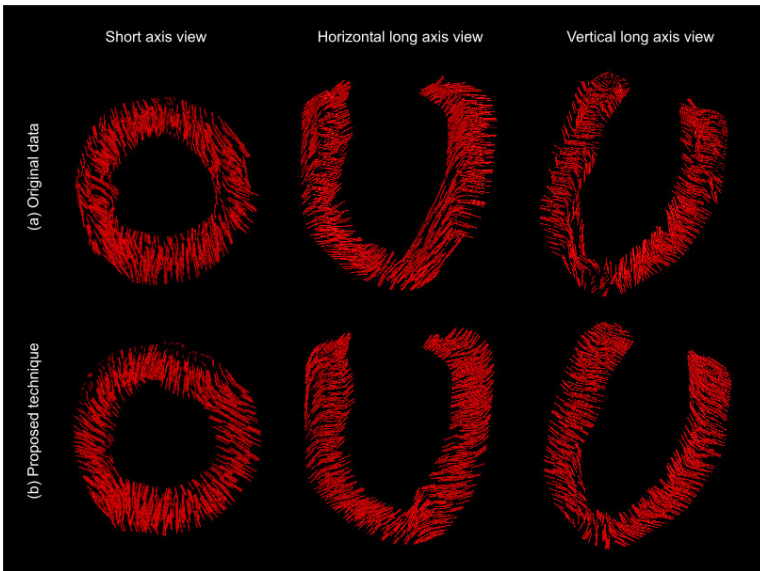 Short axis view
Horizontal long axis view
Vertical long axis view
(a) Original data
(b) Proposed technique